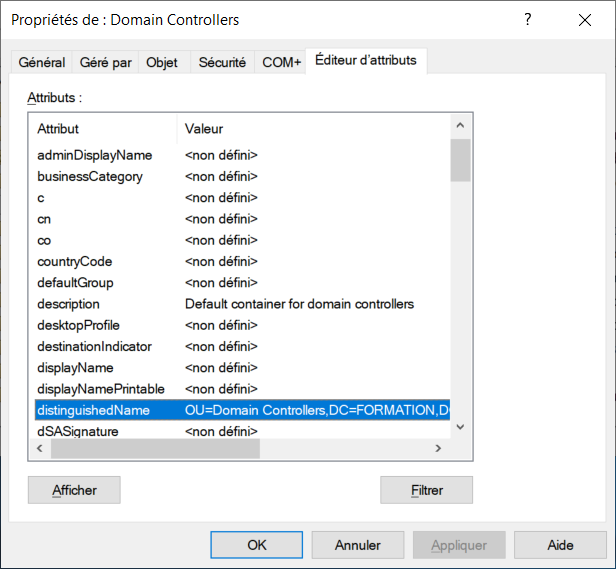 Propriétés de : Domain Controllers
Général Géré par Objet Sécurité COM+ Éditeur d'attributs
Attributs :
Attribut Valeur
adminDisplayName <non défini>
businessCategory <non défini>
c <non défini>
cn <non défini>
co <non défini>
countryCode <non défini>
defaultGroup <non défini>
description Default container for domain controllers
desktopProfile <non défini>
destinationIndicator <non défini>
displayName <non défini>
displayNamePrintable <non défini>
distinguishedName OU=Domain Controllers,DC=FORMATION,DC
dSASignature <non défini>
Afficher Filtrer
OK Annuler Appliquer Aide